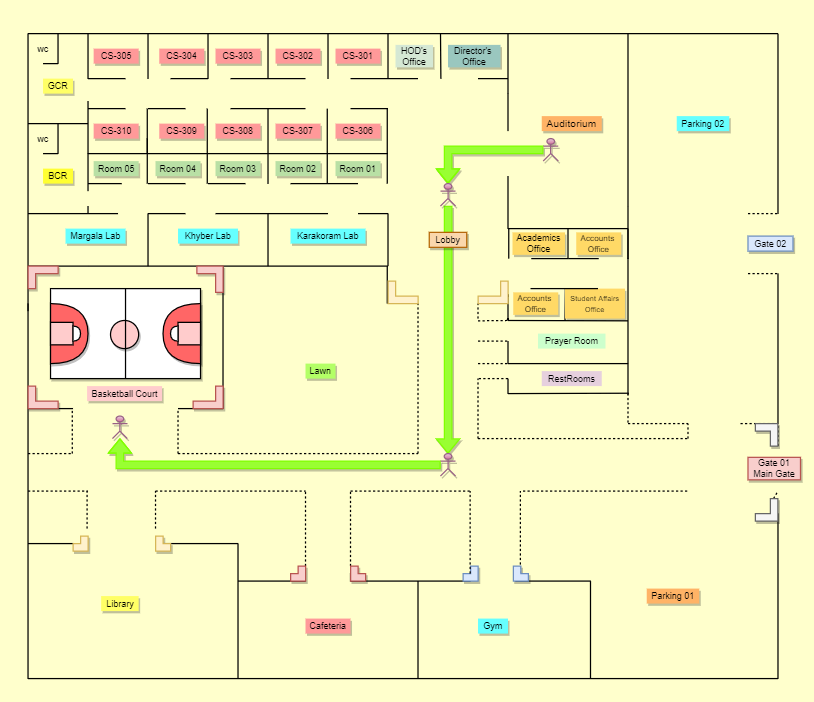 wc
CS-305
CS-304
CS-303
CS-302
CS-301
HOD's
Office
Director's
Office
GCR
Auditorium
Parking 02
wc
CS-310
CS-309
CS-308
CS-307
CS-306
BCR
Room 05
Room 04
Room 03
Room 02
Room 01
Margala Lab
Khyber Lab
Karakoram Lab
Lobby
Academics
Office
Accounts
Office
Gate 02
Accounts
Office
Student Affairs
Office
Prayer Room
Lawn
RestRooms
Basketball Court
Gate 01
Main Gate
Library
Cafeteria
Gym
Parking 01